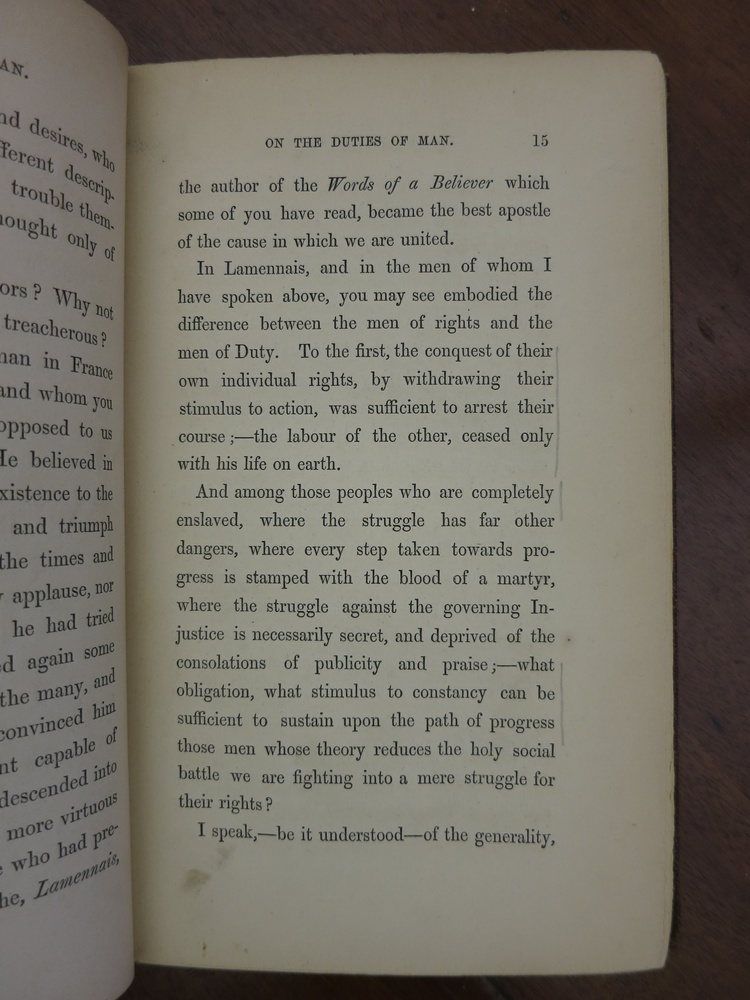 AN.
nd desires, who
fferent descrip-
trouble them-
hought only of
ors? Why not
treacherous?
nan in France
and whom you
opposed to us
He believed in
xistence to the
and triumph
the times and
applause, nor
he had tried
ed again some
the many, and
convinced him
nt capable of
descended into
more virtuous
who had pre-
he, Lamennais,
ON THE DUTIES OF MAN. 15
the author of the Words of a Believer which
some of you have read, became the best apostle
of the cause in which we are united.
In Lamennais, and in the men of whom I
have spoken above, you may see embodied the
difference between the men of rights and the
men of Duty. To the first, the conquest of their
own individual rights, by withdrawing their
stimulus to action, was sufficient to arrest their
course;—the labour of the other, ceased only
with his life on earth.
And among those peoples who are completely
enslaved, where the struggle has far other
dangers, where every step taken towards pro-
gress is stamped with the blood of a martyr,
where the struggle against the governing In-
justice is necessarily secret, and deprived of the
consolations of publicity and praise;—what
obligation, what stimulus to constancy can be
sufficient to sustain upon the path of progress
those men whose theory reduces the holy social
battle we are fighting into a mere struggle for
their rights?
I speak,—be it understood—of the generality,